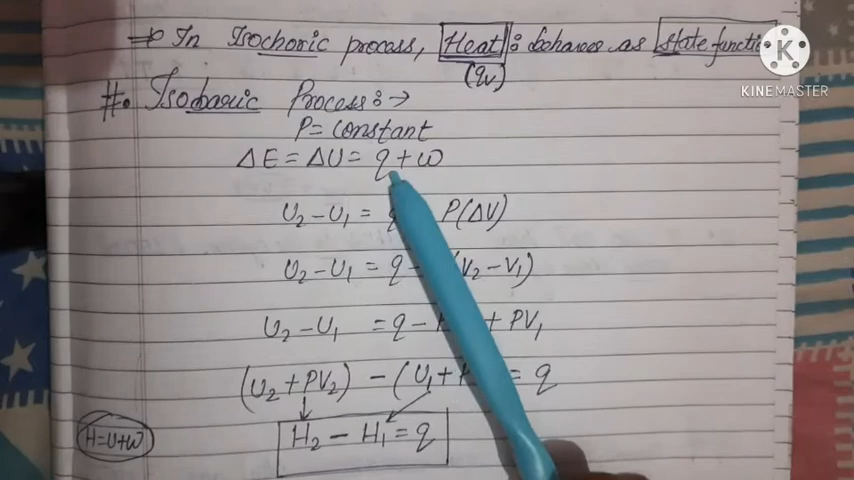 ⇒ In Isochoric process, Heat: behaves as state functi
(qv)
K
KINEMASTER
#. Isobaric Process:→
P = constant
ΔE = ΔU = q + w
U2 - U1 = P(ΔV)
U2 - U1 = q - (V2 - V1)
U2 - U1 = q - + PV1
(U2 + PV2) - (U1 + = q
H = U + W
H2 - H1 = q